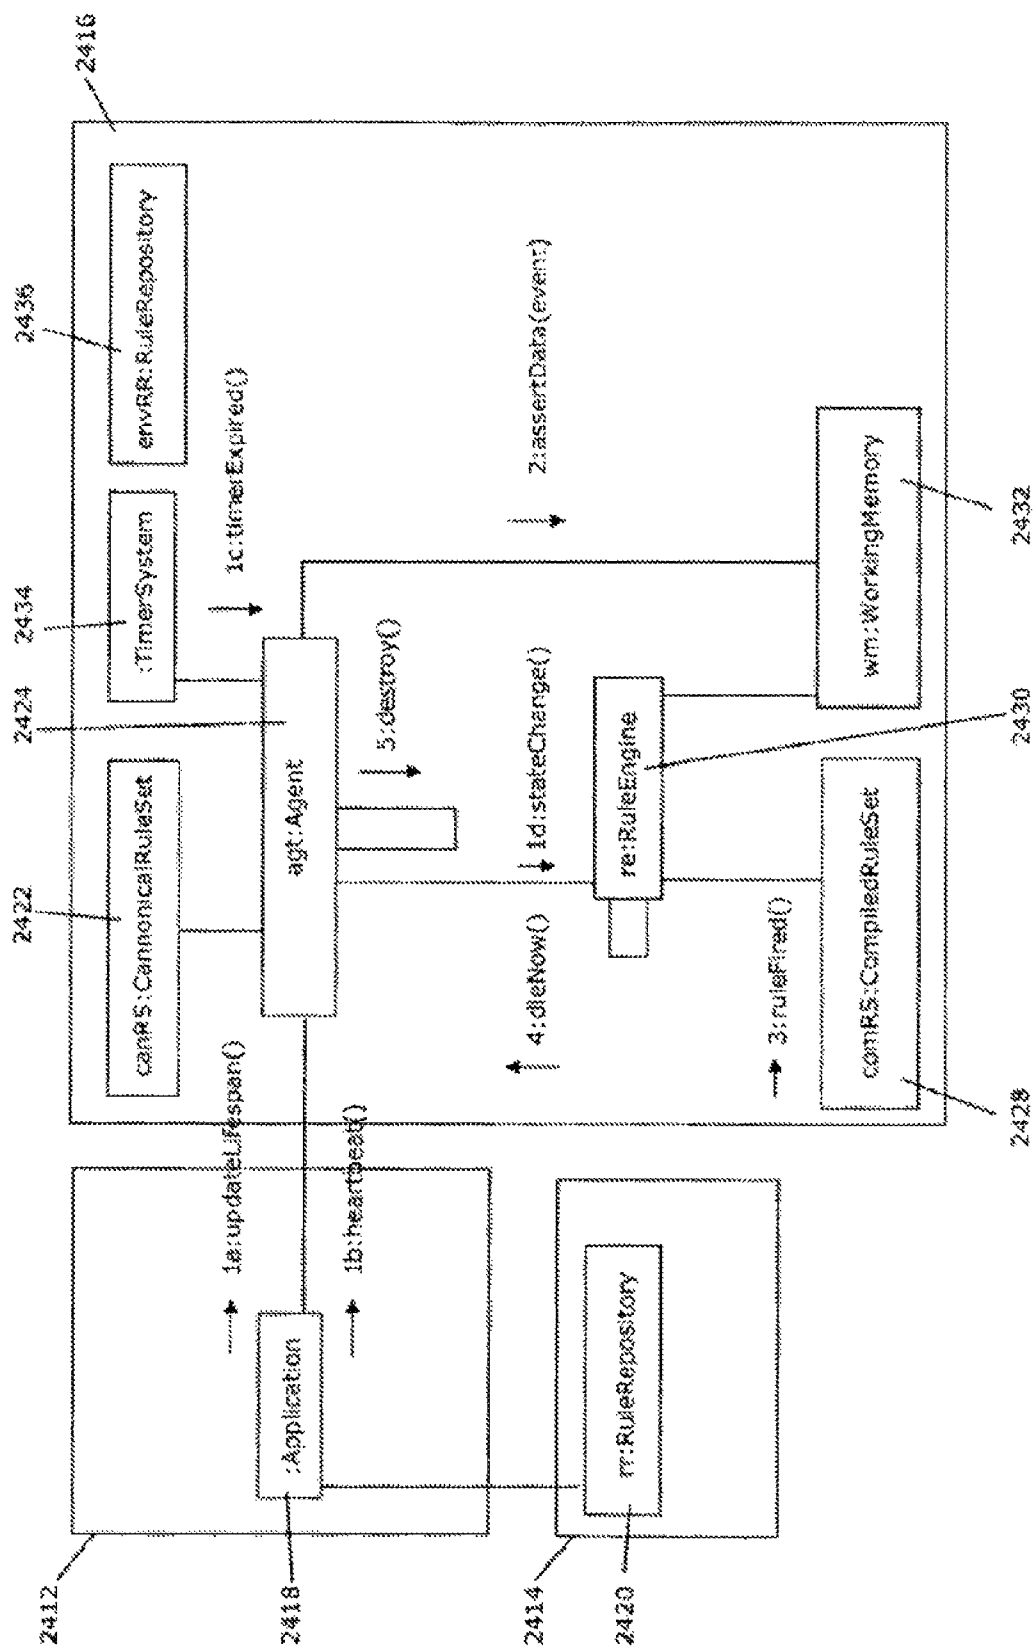 2416
2436
envRR:RuleRepository
2434
:TimerSystem
1c:timerExpired()
2424
2422
canRS:CannonicalRuleSet
agt:Agent
5:destroy()
2:assertData(event)
1d:stateChange()
4:dieNow()
re:RuleEngine
3:ruleFired()
wm:WorkingMemory
comRS:CompiledRuleSet
2432
2430
2428
1a:updateLifespan()
1b:heartbeat()
:Application
rr:RuleRepository
2412
2418
2414
2420